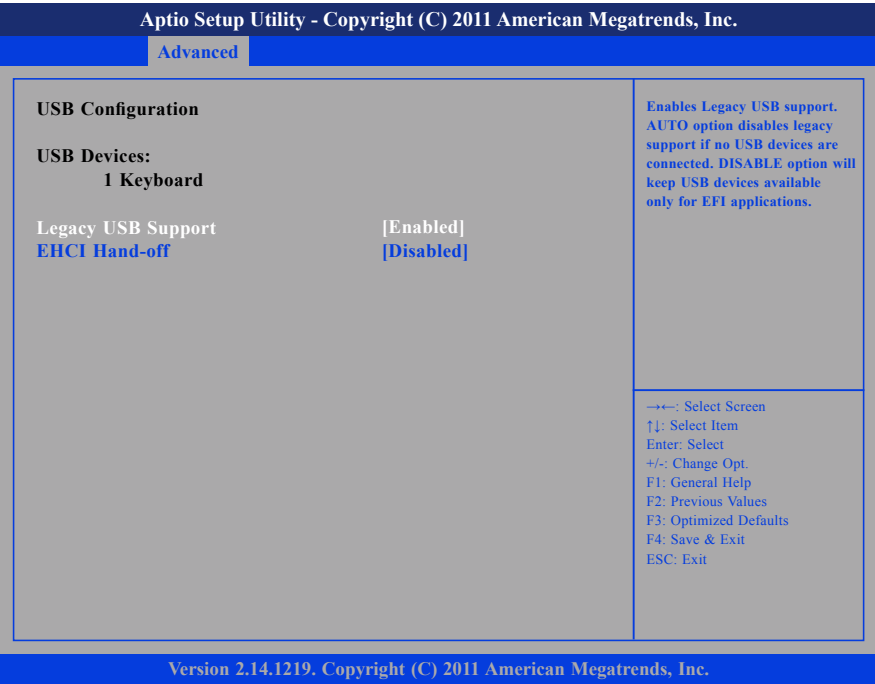 Aptio Setup Utility - Copyright (C) 2011 American Megatrends, Inc.
Advanced
USB Configuration
USB Devices:
1 Keyboard
Legacy USB Support [Enabled]
EHCI Hand-off [Disabled]
Enables Legacy USB support.
AUTO option disables legacy
support if no USB devices are
connected. DISABLE option will
keep USB devices available
only for EFI applications.
→←: Select Screen
↑↓: Select Item
Enter: Select
+/-: Change Opt.
F1: General Help
F2: Previous Values
F3: Optimized Defaults
F4: Save & Exit
ESC: Exit
Version 2.14.1219. Copyright (C) 2011 American Megatrends, Inc.